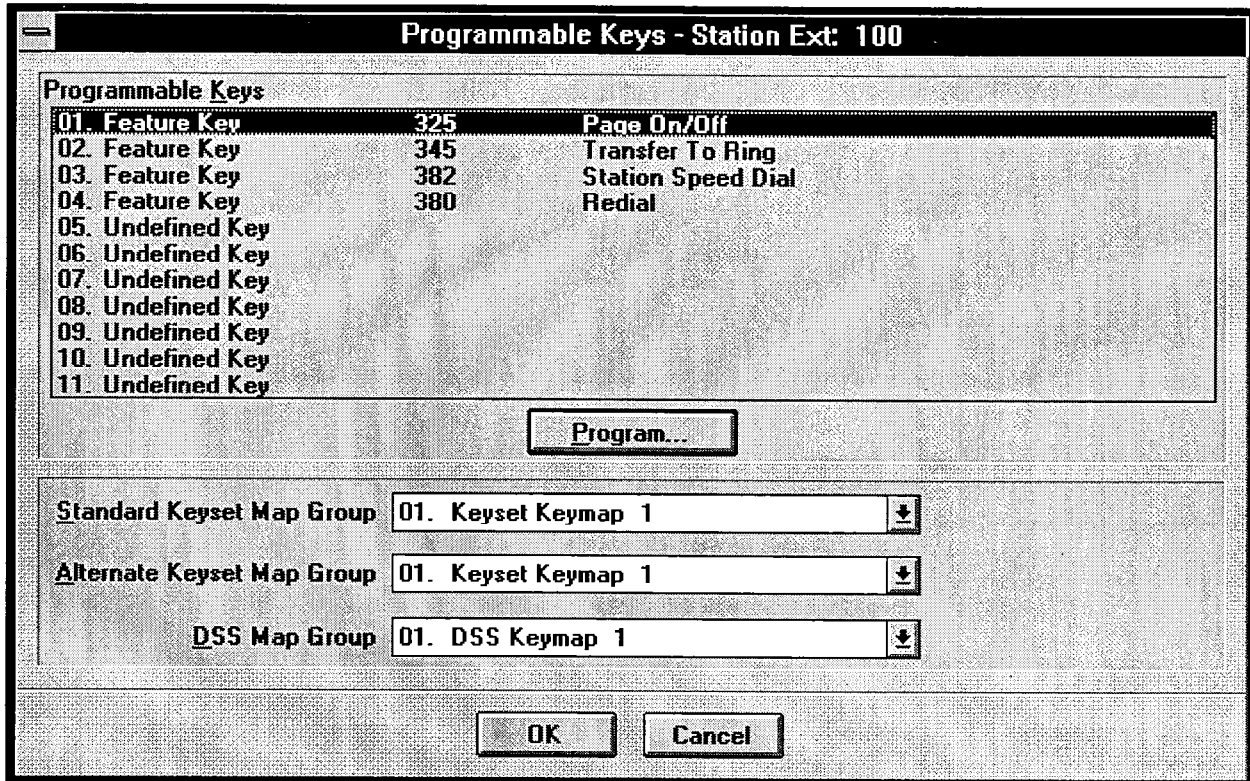 Programmable Keys - Station Ext: 100
Programmable Keys
01. Feature Key 325 Page On/Off
02. Feature Key 345 Transfer To Ring
03. Feature Key 382 Station Speed Dial
04. Feature Key 380 Redial
05. Undefined Key
06. Undefined Key
07. Undefined Key
08. Undefined Key
09. Undefined Key
10. Undefined Key
11. Undefined Key
Program...
Standard Keyset Map Group 01. Keyset Keymap 1
Alternate Keyset Map Group 01. Keyset Keymap 1
DSS Map Group 01. DSS Keymap 1
OK Cancel